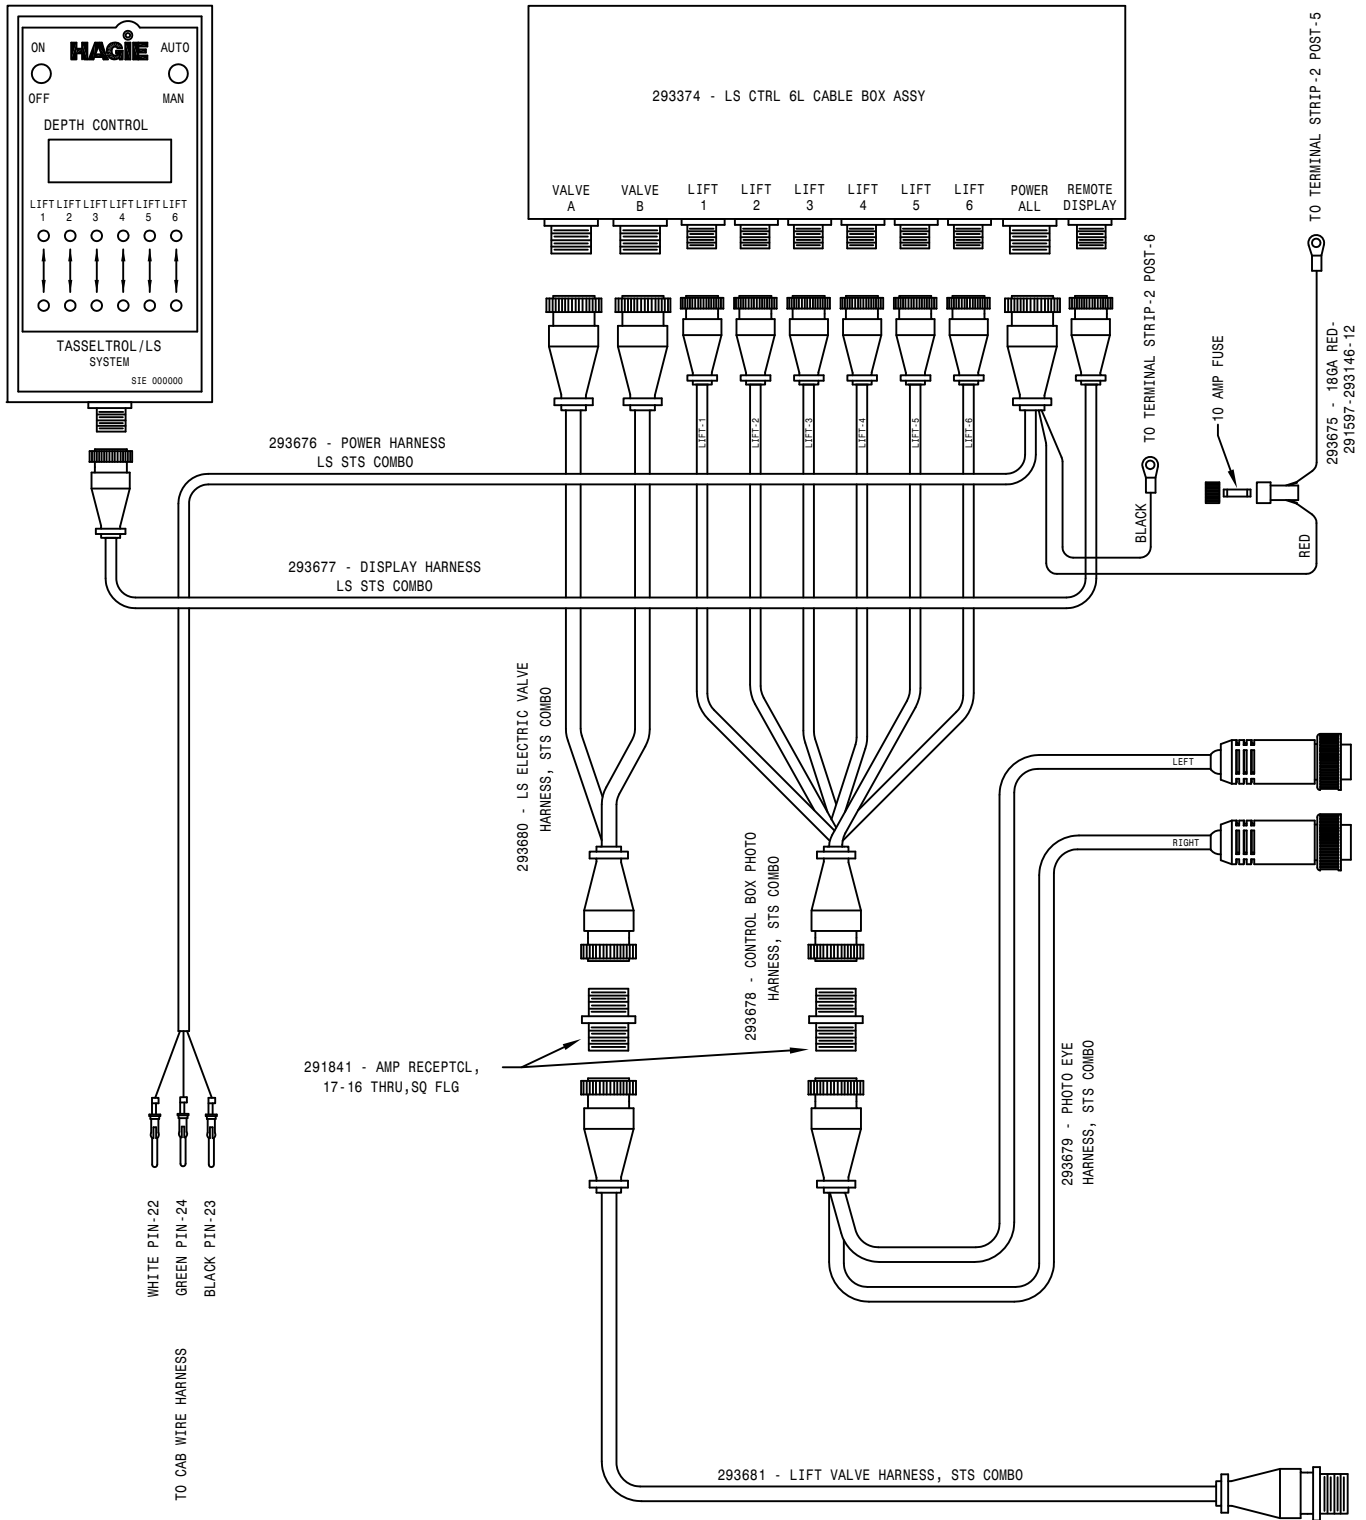 HAGIE
ON AUTO
OFF MAN
DEPTH CONTROL
LIFT LIFT LIFT LIFT LIFT LIFT
1 2 3 4 5 6
TASSELTROL/LS
SYSTEM
SIE 000000
293374 - LS CTRL 6L CABLE BOX ASSY
VALVE VALVE LIFT LIFT LIFT LIFT LIFT LIFT POWER REMOTE
A B 1 2 3 4 5 6 ALL DISPLAY
TO TERMINAL STRIP-2 POST-5
TO TERMINAL STRIP-2 POST-6
10 AMP FUSE
293675 - 18GA RED-
291597-293146-12
BLACK
RED
LIFT-1
LIFT-2
LIFT-3
LIFT-4
LIFT-5
LIFT-6
293676 - POWER HARNESS
LS STS COMBO
293677 - DISPLAY HARNESS
LS STS COMBO
293680 - LS ELECTRIC VALVE
HARNESS, STS COMBO
293678 - CONTROL BOX PHOTO
HARNESS, STS COMBO
LEFT
RIGHT
291841 - AMP RECEPTCL,
17-16 THRU,SQ FLG
293679 - PHOTO EYE
HARNESS, STS COMBO
WHITE PIN-22
GREEN PIN-24
BLACK PIN-23
TO CAB WIRE HARNESS
293681 - LIFT VALVE HARNESS, STS COMBO